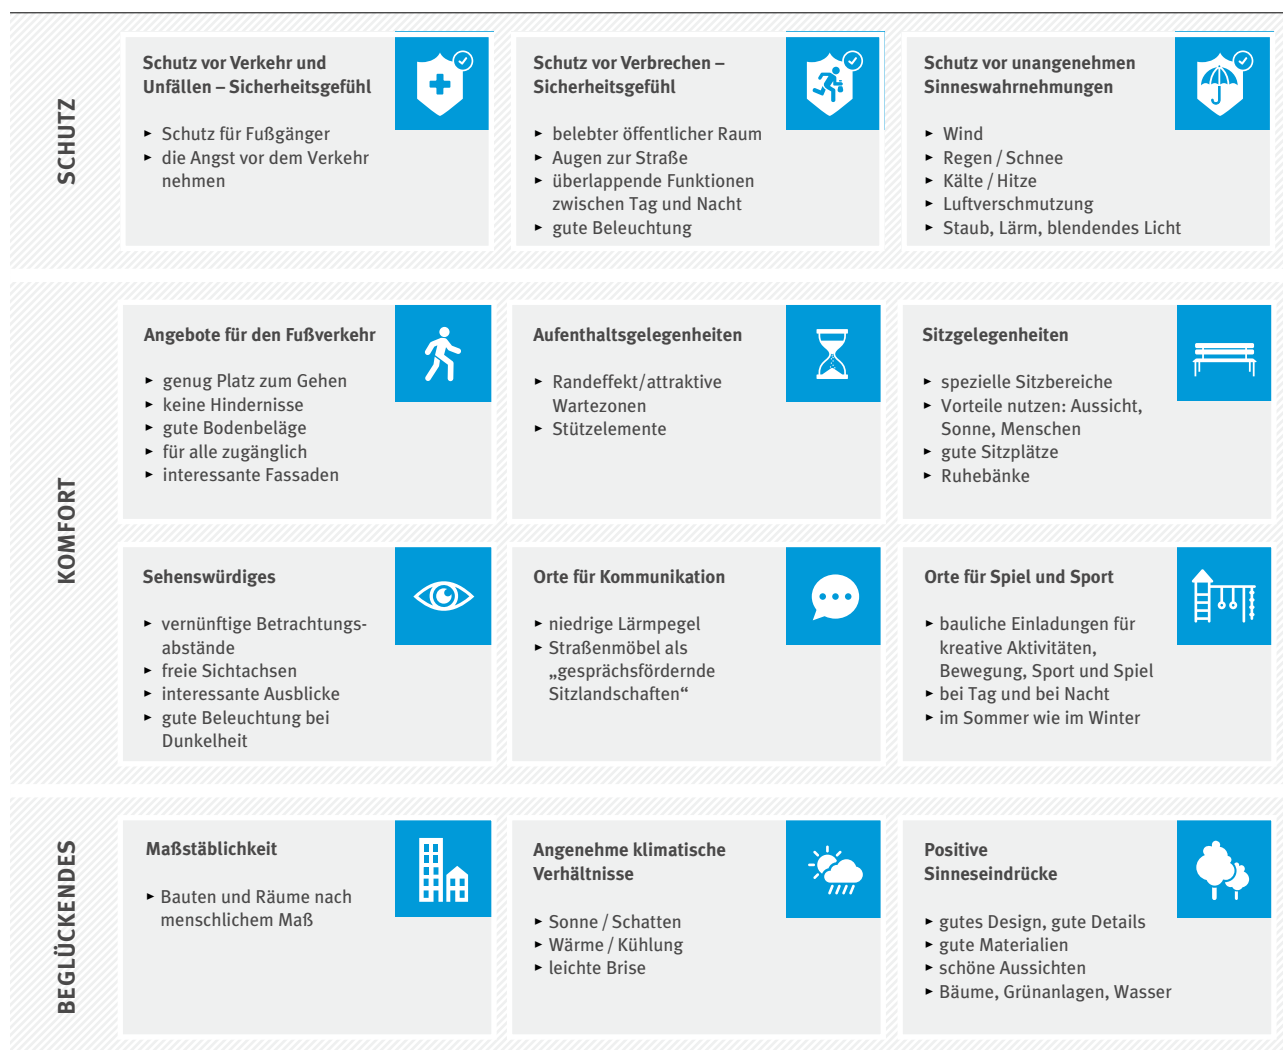 SCHUTZ
Schutz vor Verkehr und
Unfällen – Sicherheitsgefühl
► Schutz für Fußgänger
► die Angst vor dem Verkehr
nehmen
Schutz vor Verbrechen –
Sicherheitsgefühl
► belebter öffentlicher Raum
► Augen zur Straße
► überlappende Funktionen
zwischen Tag und Nacht
► gute Beleuchtung
Schutz vor unangenehmen
Sinneswahrnehmungen
► Wind
► Regen / Schnee
► Kälte / Hitze
► Luftverschmutzung
► Staub, Lärm, blendendes Licht
KOMFORT
Angebote für den Fußverkehr
► genug Platz zum Gehen
► keine Hindernisse
► gute Bodenbeläge
► für alle zugänglich
► interessante Fassaden
Aufenthaltsgelegenheiten
► Randeffekt/attraktive
Wartezonen
► Stützelemente
Sitzgelegenheiten
► spezielle Sitzbereiche
► Vorteile nutzen: Aussicht,
Sonne, Menschen
► gute Sitzplätze
► Ruhebänke
Sehenswürdiges
► vernünftige Betrachtungs-
abstände
► freie Sichtachsen
► interessante Ausblicke
► gute Beleuchtung bei
Dunkelheit
Orte für Kommunikation
► niedrige Lärmpegel
► Straßenmöbel als
„gesprächsfördernde
Sitzlandschaften“
Orte für Spiel und Sport
► bauliche Einladungen für
kreative Aktivitäten,
Bewegung, Sport und Spiel
► bei Tag und bei Nacht
► im Sommer wie im Winter
BEGLÜCKENDES
Maßstäblichkeit
► Bauten und Räume nach
menschlichem Maß
Angenehme klimatische
Verhältnisse
► Sonne / Schatten
► Wärme / Kühlung
► leichte Brise
Positive
Sinneseindrücke
► gutes Design, gute Details
► gute Materialien
► schöne Aussichten
► Bäume, Grünanlagen, Wasser